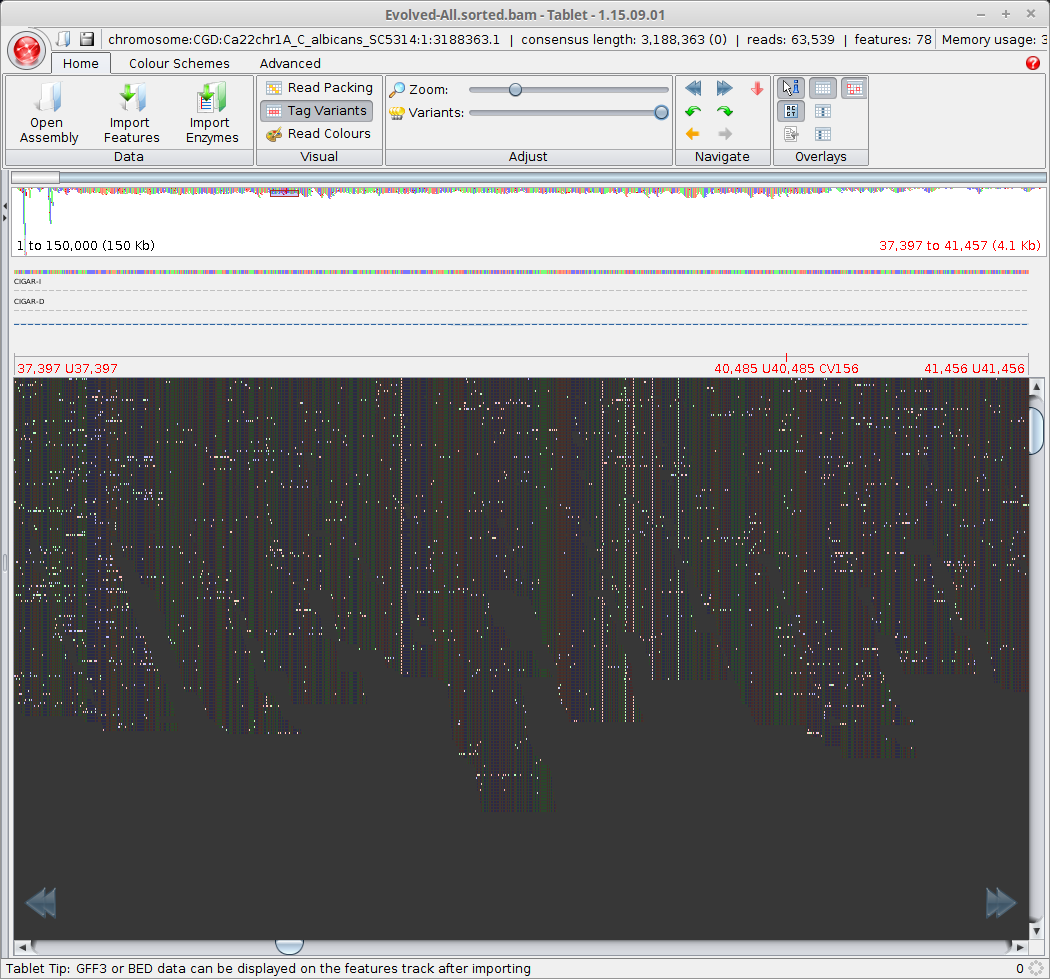 Evolved-All.sorted.bam - Tablet - 1.15.09.01
chromosome:CGD:Ca22chr1A_C_albicans_SC5314:1:3188363.1 | consensus length: 3,188,363 (0) | reads: 63,539 | features: 78 Memory usage: 3
Home Colour Schemes Advanced
Open Assembly
Import Features
Import Enzymes
Data
Read Packing
Tag Variants
Read Colours
Visual
Zoom:
Variants:
Adjust
Navigate
Overlays
1 to 150,000 (150 Kb) 37,397 to 41,457 (4.1 Kb)
CIGAR-I
CIGAR-D
37,397 U37,397 40,485 U40,485 CV156 41,456 U41,456
Tablet Tip: GFF3 or BED data can be displayed on the features track after importing 0